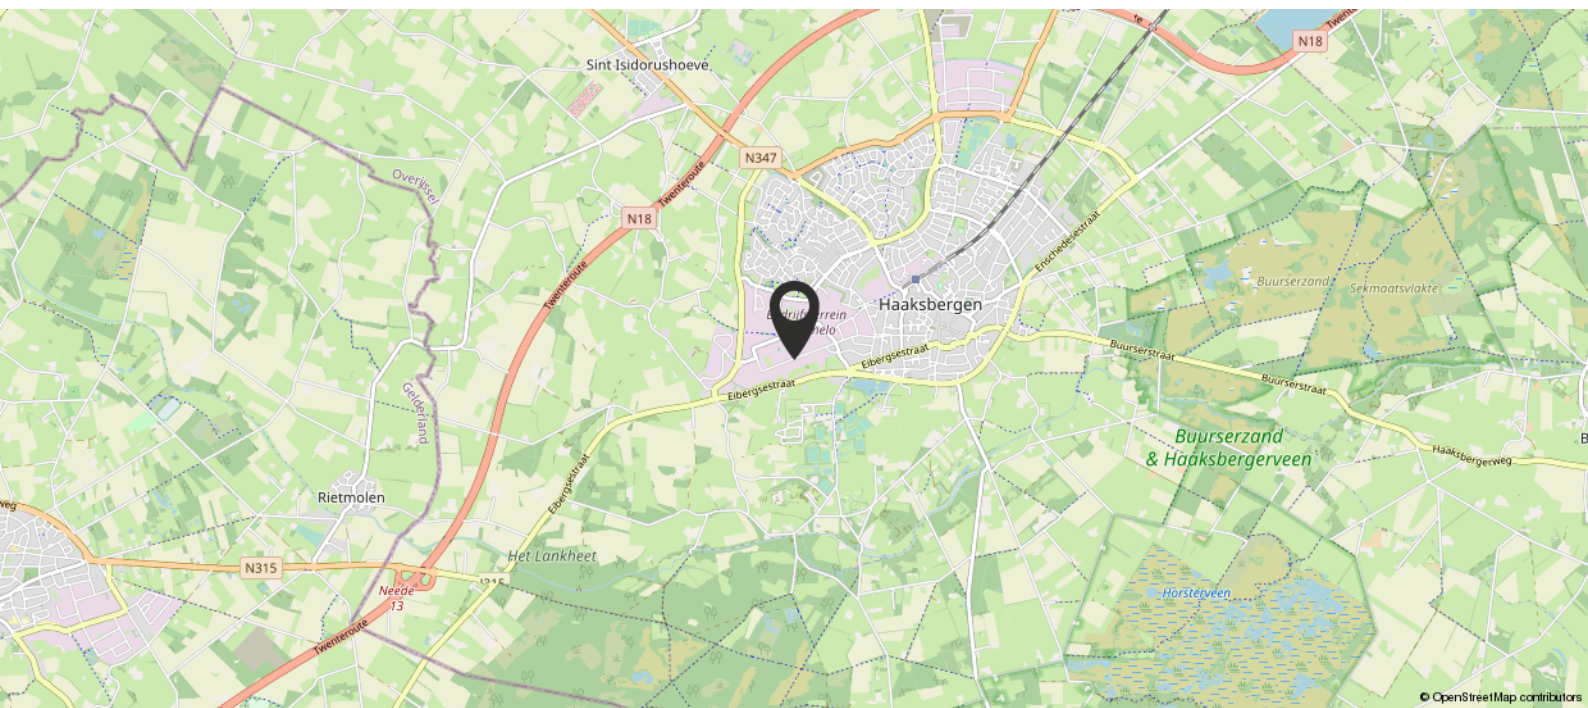 Twent
N18
Sint Isidorushoeve
N347
Overijssel
Twenteroute
N18
Enschedesestraat
Twenteroute
Buurserzand
Sekmaatsvlakte
Haaksbergen
Eibergsestraat
Buurserstraat
Eibergsestraat
Buurserstraat
Gelderland
Buurserzand
& Haaksbergerveen
Haaksbergerweg
Eibergsestraat
Rietmolen
Het Lankheet
N315
Neede
13
Horsterveen
Twenteroute
© OpenStreetMap contributors